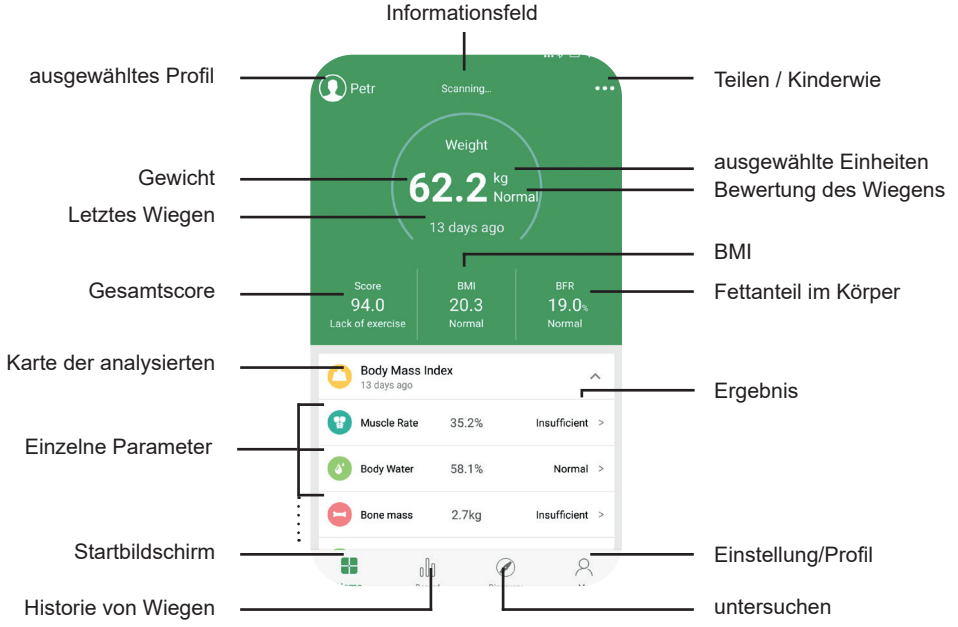 Informationsfeld
ausgewähltes Profil
Teilen / Kinderwie
Petr
Scanning...
Weight
ausgewählte Einheiten
Gewicht
62.2 kg
Normal
Bewertung des Wiegens
Letztes Wiegen
13 days ago
BMI
Gesamtscore
Fettanteil im Körper
Score
BMI
BFR
94.0
20.3
19.0%
Lack of exercise
Normal
Normal
Karte der analysierten
Body Mass Index
13 days ago
Ergebnis
Muscle Rate 35.2% Insufficient >
Einzelne Parameter
Body Water 58.1% Normal >
Bone mass 2.7kg Insufficient >
Startbildschirm
Einstellung/Profil
Historie von Wiegen
untersuchen